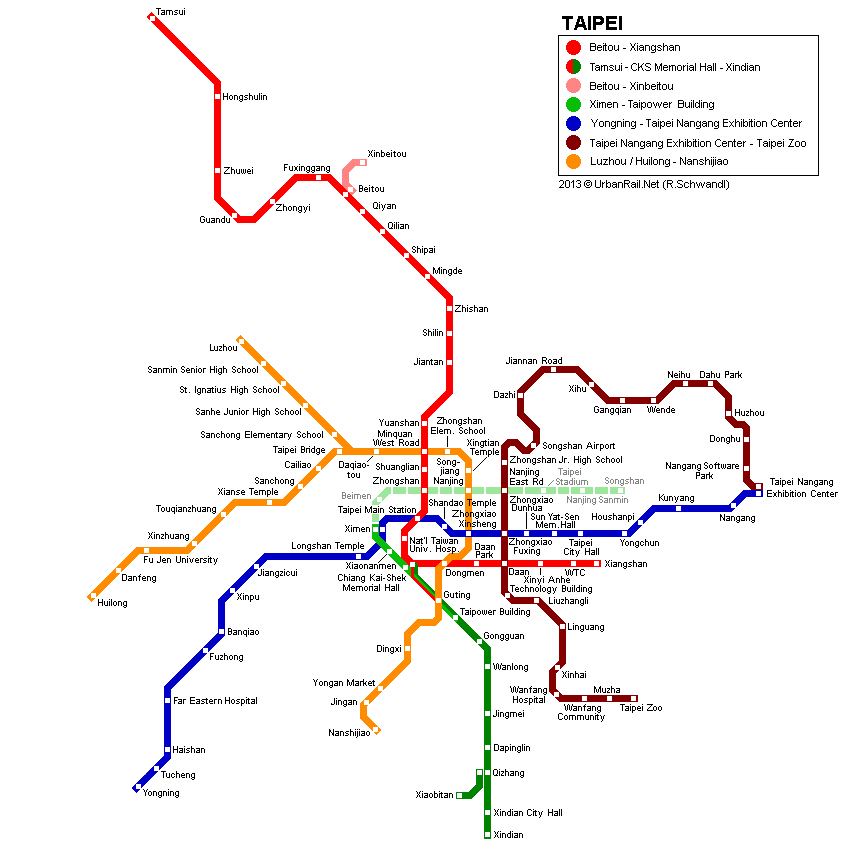 TAIPEI
Beitou - Xiangshan
Tamsui - CKS Memorial Hall - Xindian
Beitou - Xinbeitou
Ximen - Taipower Building
Yongning - Taipei Nangang Exhibition Center
Taipei Nangang Exhibition Center - Taipei Zoo
Luzhou / Huilong - Nanshijiao
2013 © UrbanRail.Net (R.Schwandl)
Tamsui
Hongshulin
Zhuwei
Guandu
Zhongyi
Fuxinggang
Xinbeitou
Beitou
Qiyan
Qilian
Shipai
Mingde
Zhishan
Shilin
Jiantan
Yuanshan
Minquan
West Road
Shuanglian
Zhongshan
Taipei Main Station
Nat'l Taiwan
Univ. Hosp.
Luzhou
Sanmin Senior High School
St. Ignatius High School
Sanhe Junior High School
Sanchong Elementary School
Taipei Bridge
Cailiao
Sanchong
Xianse Temple
Touqianzhuang
Xinzhuang
Fu Jen University
Danfeng
Huilong
Daqiao-
tou
Zhongshan
Elem. School
Xingtian
Temple
Song-
jiang
Nanjing
Shandao Temple
Zhongxiao
Xinsheng
Daan
Park
Dongmen
Guting
Dingxi
Yongan Market
Jingan
Nanshijiao
Beimen
Ximen
Xiaonanmen
Chiang Kai-Shek
Memorial Hall
Longshan Temple
Jiangzicui
Xinpu
Banqiao
Fuzhong
Far Eastern Hospital
Haishan
Tucheng
Yongning
Taipower Building
Gongguan
Wanlong
Jingmei
Dapinglin
Qizhang
Xiaobitan
Xindian City Hall
Xindian
Jiannan Road
Dazhi
Xihu
Gangqian
Wende
Neihu
Dahu Park
Huzhou
Donghu
Nangang Software
Park
Taipei Nangang
Exhibition Center
Songshan Airport
Zhongshan Jr. High School
Nanjing
East Rd
Taipei
Stadium
Songshan
Nanjing Sanmin
Zhongxiao
Dunhua
Sun Yat-Sen
Mem.Hall
Houshanpi
Kunyang
Nangang
Zhongxiao
Fuxing
Taipei
City Hall
Yongchun
Daan
Xinyi Anhe
WTC
Xiangshan
Technology Building
Liuzhangli
Linguang
Xinhai
Wanfang
Hospital
Wanfang
Community
Muzha
Taipei Zoo